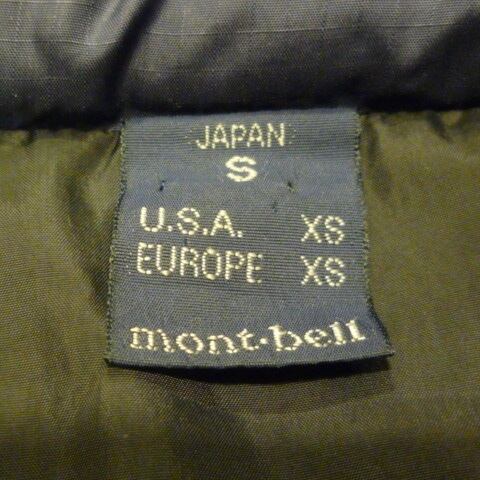 JAPAN
S
U.S.A. XS
EUROPE XS
mont·bell